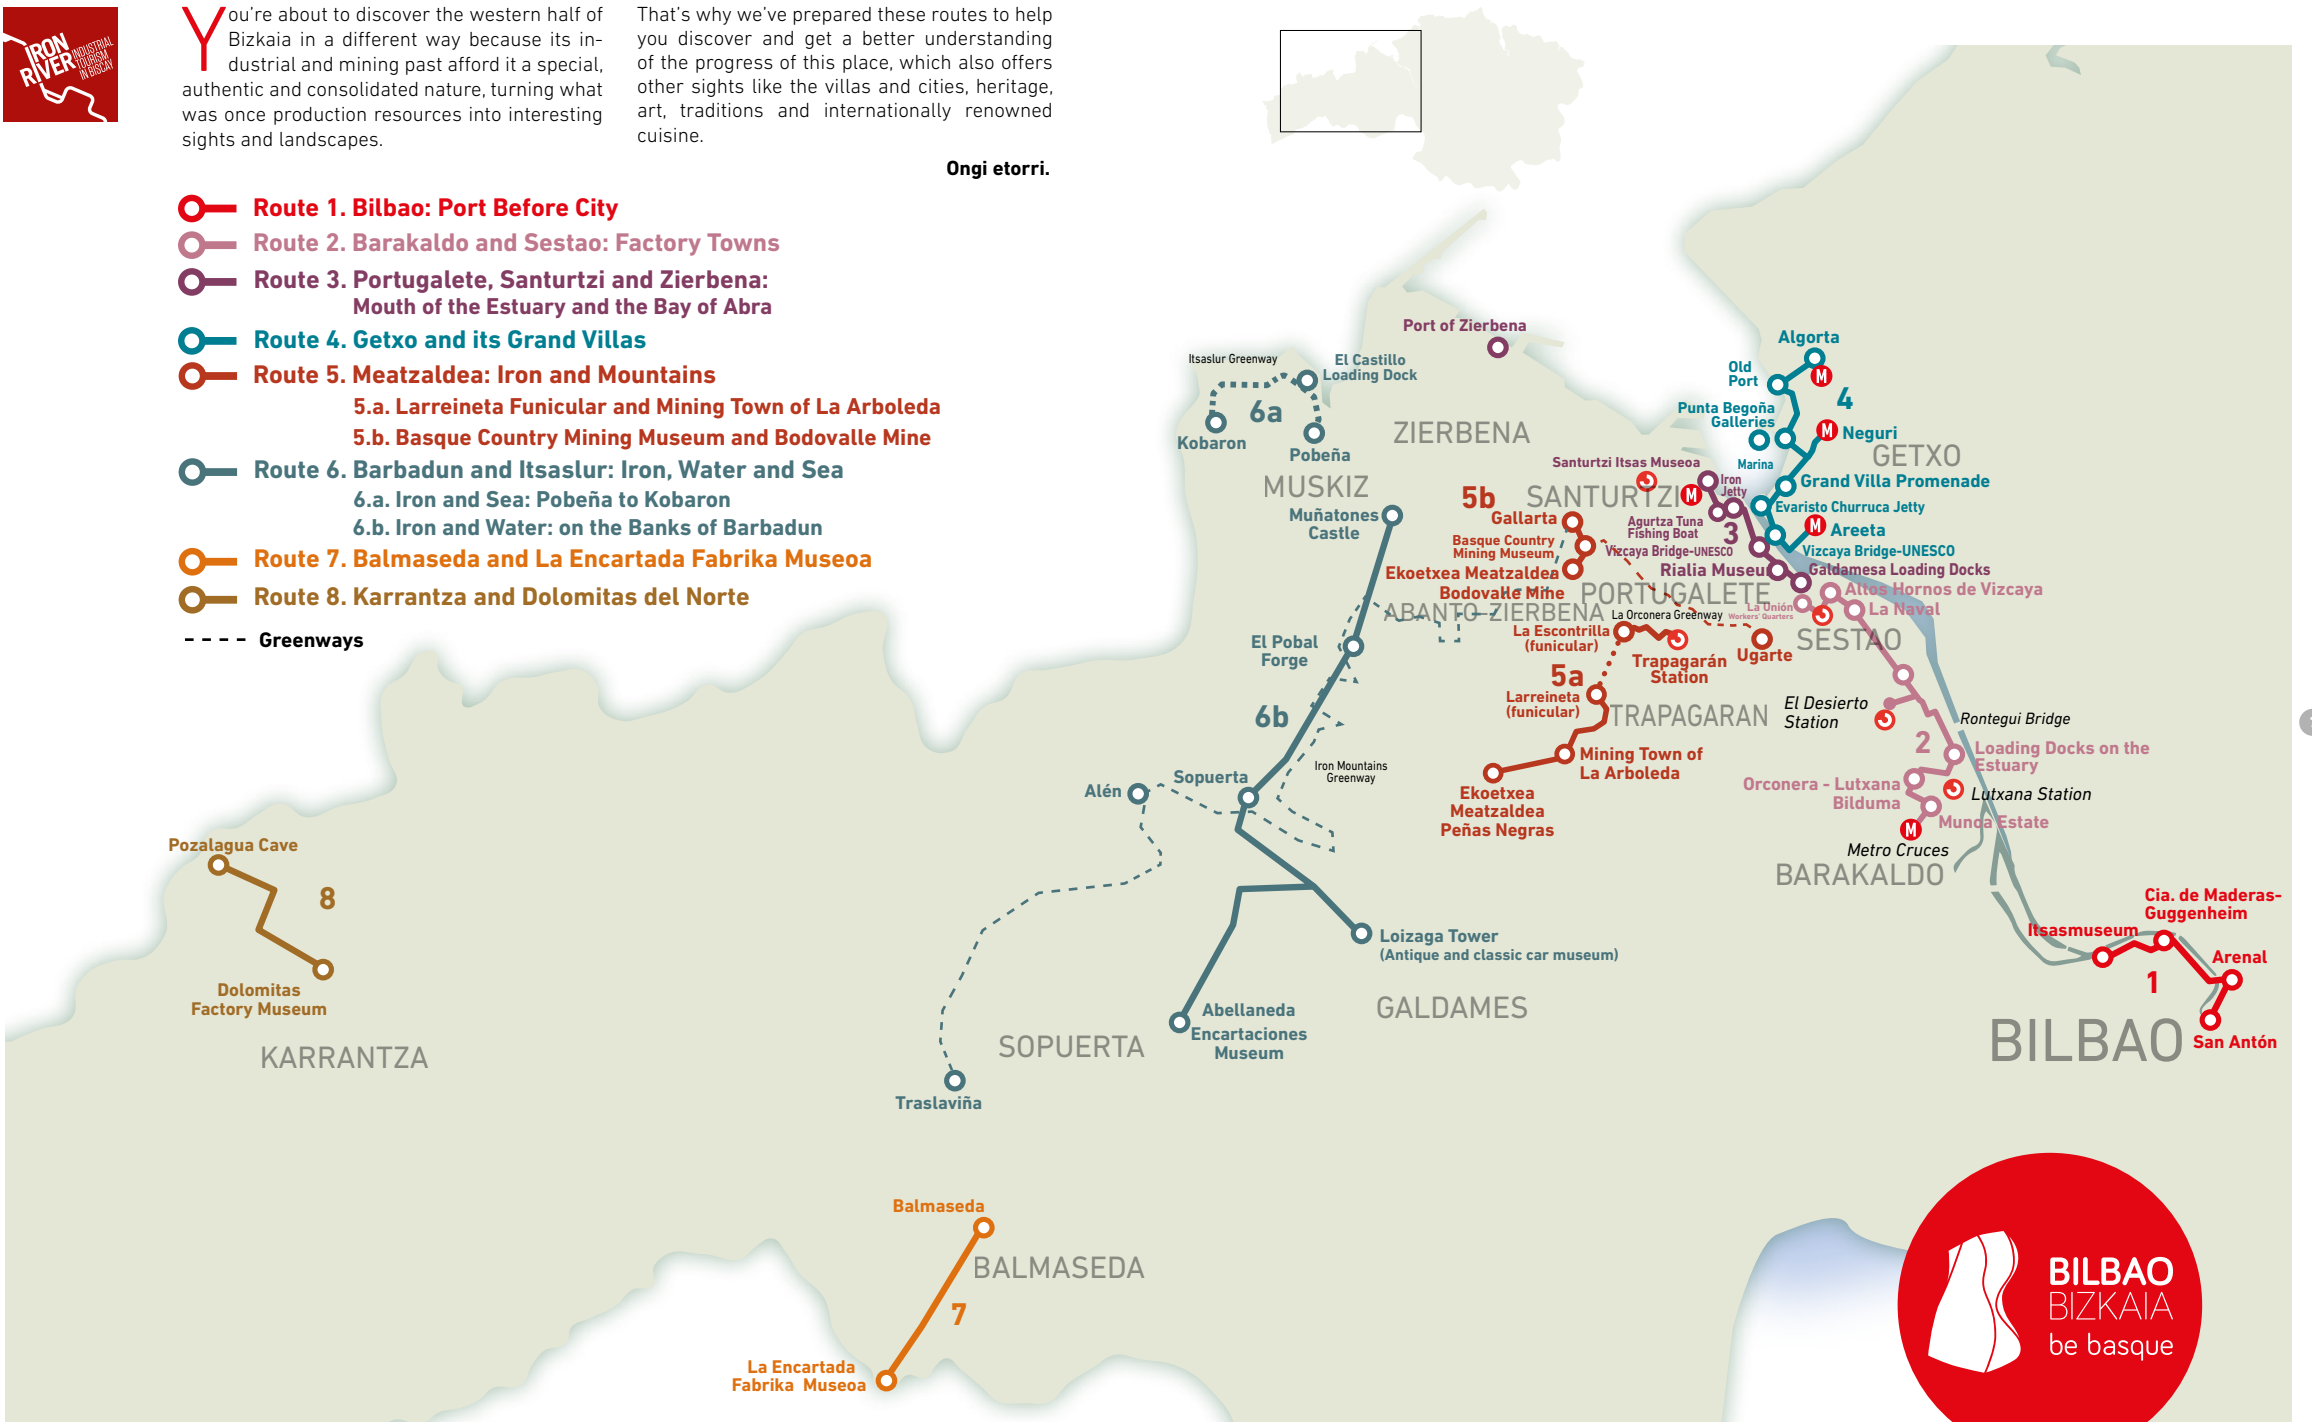 IRON
RIVER
INDUSTRIAL
TOURISM
IN BISCAY
You're about to discover the western half of
Bizkaia in a different way because its in-
dustrial and mining past afford it a special,
authentic and consolidated nature, turning what
was once production resources into interesting
sights and landscapes.
That's why we've prepared these routes to help
you discover and get a better understanding
of the progress of this place, which also offers
other sights like the villas and cities, heritage,
art, traditions and internationally renowned
cuisine.
Ongi etorri.
Route 1. Bilbao: Port Before City
Route 2. Barakaldo and Sestao: Factory Towns
Route 3. Portugalete, Santurtzi and Zierbena:
Mouth of the Estuary and the Bay of Abra
Route 4. Getxo and its Grand Villas
Route 5. Meatzaldea: Iron and Mountains
5.a. Larreineta Funicular and Mining Town of La Arboleda
5.b. Basque Country Mining Museum and Bodovalle Mine
Route 6. Barbadun and Itsaslur: Iron, Water and Sea
6.a. Iron and Sea: Pobeña to Kobaron
6.b. Iron and Water: on the Banks of Barbadun
Route 7. Balmaseda and La Encartada Fabrika Museoa
Route 8. Karrantza and Dolomitas del Norte
Greenways
Port of Zierbena
Itsaslur Greenway
El Castillo
Loading Dock
6a
Kobaron
Pobeña
ZIERBENA
MUSKIZ
Muñatones
Castle
Algorta
M
Old
Port
4
Punta Begoña
Galleries
M
Neguri
GETXO
Marina
Grand Villa Promenade
Evaristo Churruca Jetty
M
Areeta
Vizcaya Bridge-UNESCO
Santurtzi Itsas Museoa
SANTURTZI
M
Iron
Jetty
Agurtza Tuna
Fishing Boat
3
Vizcaya Bridge-UNESCO
Rialia Museum
Galdamesa Loading Docks
5b
Gallarta
Basque Country
Mining Museum
Ekoetxea Meatzaldea
Bodovalle Mine
PORTUGALETE
ABANTO-ZIERBENA
La Orconera Greenway
La Unión
Workers' Quarters
Altos Hornos de Vizcaya
La Naval
SESTAO
La Escontrilla
(funicular)
Trapagarán
Station
Ugarte
5a
Larreineta
(funicular)
TRAPAGARAN
Mining Town of
La Arboleda
Ekoetxea
Meatzaldea
Peñas Negras
El Desierto
Station
Rontegui Bridge
2
Loading Docks on the
Estuary
Orconera - Lutxana
Bilduma
Lutxana Station
Munoa Estate
M
Metro Cruces
BARAKALDO
El Pobal
Forge
6b
Iron Mountains
Greenway
Sopuerta
Alén
Loizaga Tower
(Antique and classic car museum)
Abellaneda
Encartaciones
Museum
GALDAMES
SOPUERTA
Traslaviña
Pozalagua Cave
8
Dolomitas
Factory Museum
KARRANTZA
Cia. de Maderas-
Guggenheim
Itsasmuseum
Arenal
1
BILBAO
San Antón
Balmaseda
BALMASEDA
7
La Encartada
Fabrika Museoa
BILBAO
BIZKAIA
be basque